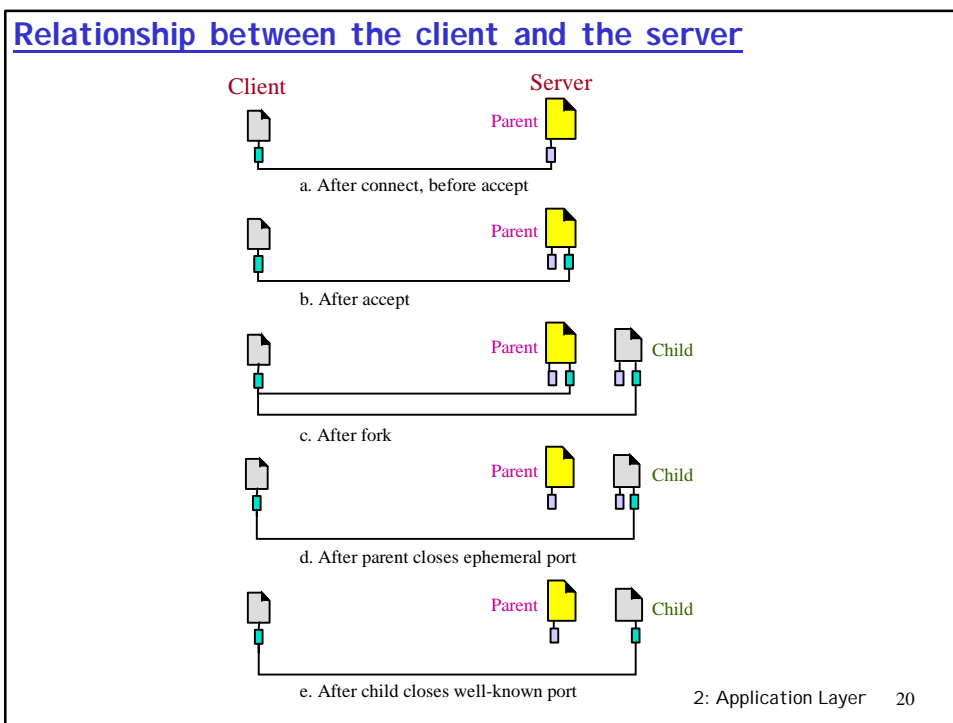 Relationship between the client and the server
Client
Server
Parent
a. After connect, before accept
Parent
b. After accept
Parent
Child
c. After fork
Parent
Child
d. After parent closes ephemeral port
Parent
Child
e. After child closes well-known port
2: Application Layer 20